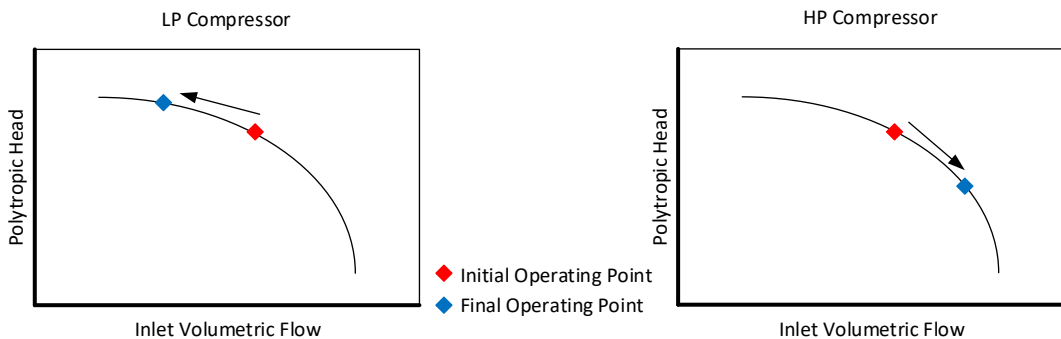 LP Compressor
HP Compressor
Polytropic Head
Polytropic Head
Initial Operating Point
Final Operating Point
Inlet Volumetric Flow
Inlet Volumetric Flow